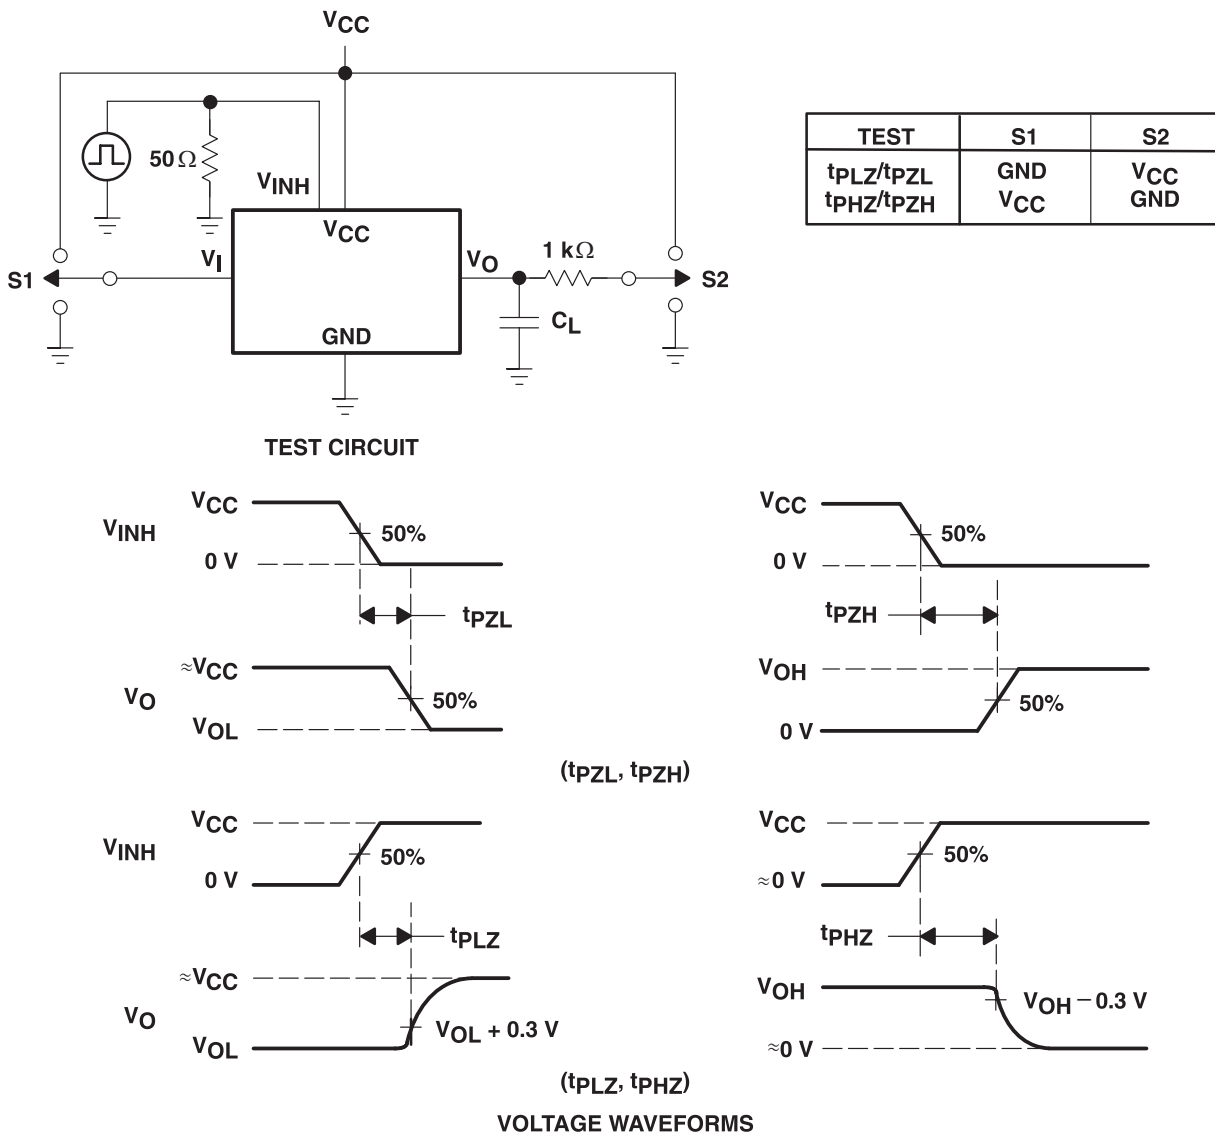 VCC
50 Ω
VINH
VCC
VI
VO
1 kΩ
S1
S2
GND
CL
TEST CIRCUIT
TEST S1 S2
tPLZ/tPZL GND VCC
tPHZ/tPZH VCC GND
VINH
VCC
50%
0 V
tPZL
VO
≈VCC
50%
VOL
VCC
50%
0 V
tPZH
VOH
50%
0 V
(tPZL, tPZH)
VINH
VCC
50%
0 V
tPLZ
VO
≈VCC
VOL + 0.3 V
VOL
VCC
50%
≈0 V
tPHZ
VOH
VOH − 0.3 V
≈0 V
(tPLZ, tPHZ)
VOLTAGE WAVEFORMS